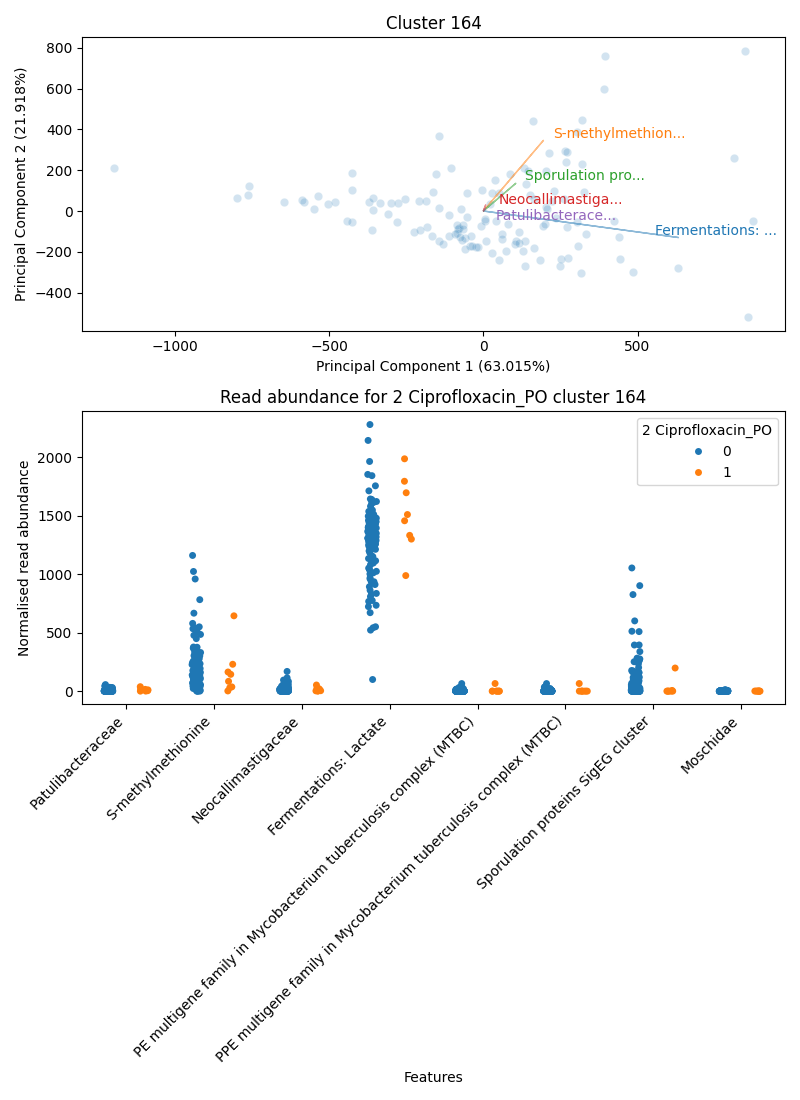 Cluster 164
Principal Component 2 (21.918%)
800
600
400
200
0
−200
−400
S-methylmethion...
Sporulation pro...
Neocallimastiga...
Patulibacterace...
Fermentations: ...
−1000
−500
0
500
Principal Component 1 (63.015%)
Read abundance for 2 Ciprofloxacin_PO cluster 164
Normalised read abundance
2000
1500
1000
500
0
2 Ciprofloxacin_PO
0
1
Patulibacteraceae
S-methylmethionine
Neocallimastigaceae
Fermentations: Lactate
PE multigene family in Mycobacterium tuberculosis complex (MTBC)
PPE multigene family in Mycobacterium tuberculosis complex (MTBC)
Sporulation proteins SigEG cluster
Moschidae
Features